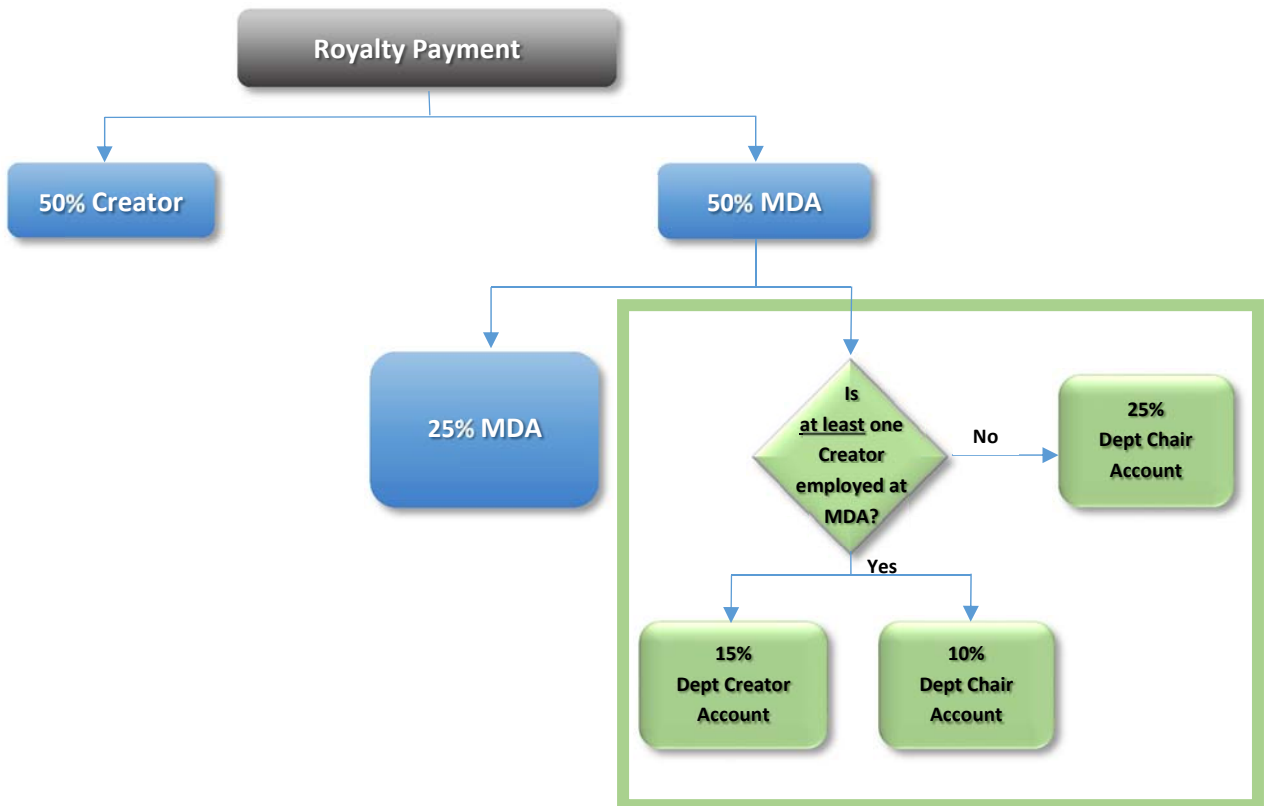 Royalty Payment
50% Creator
50% MDA
25% MDA
Is
at least one
Creator
employed at
MDA?
No
25%
Dept Chair
Account
Yes
15%
Dept Creator
Account
10%
Dept Chair
Account